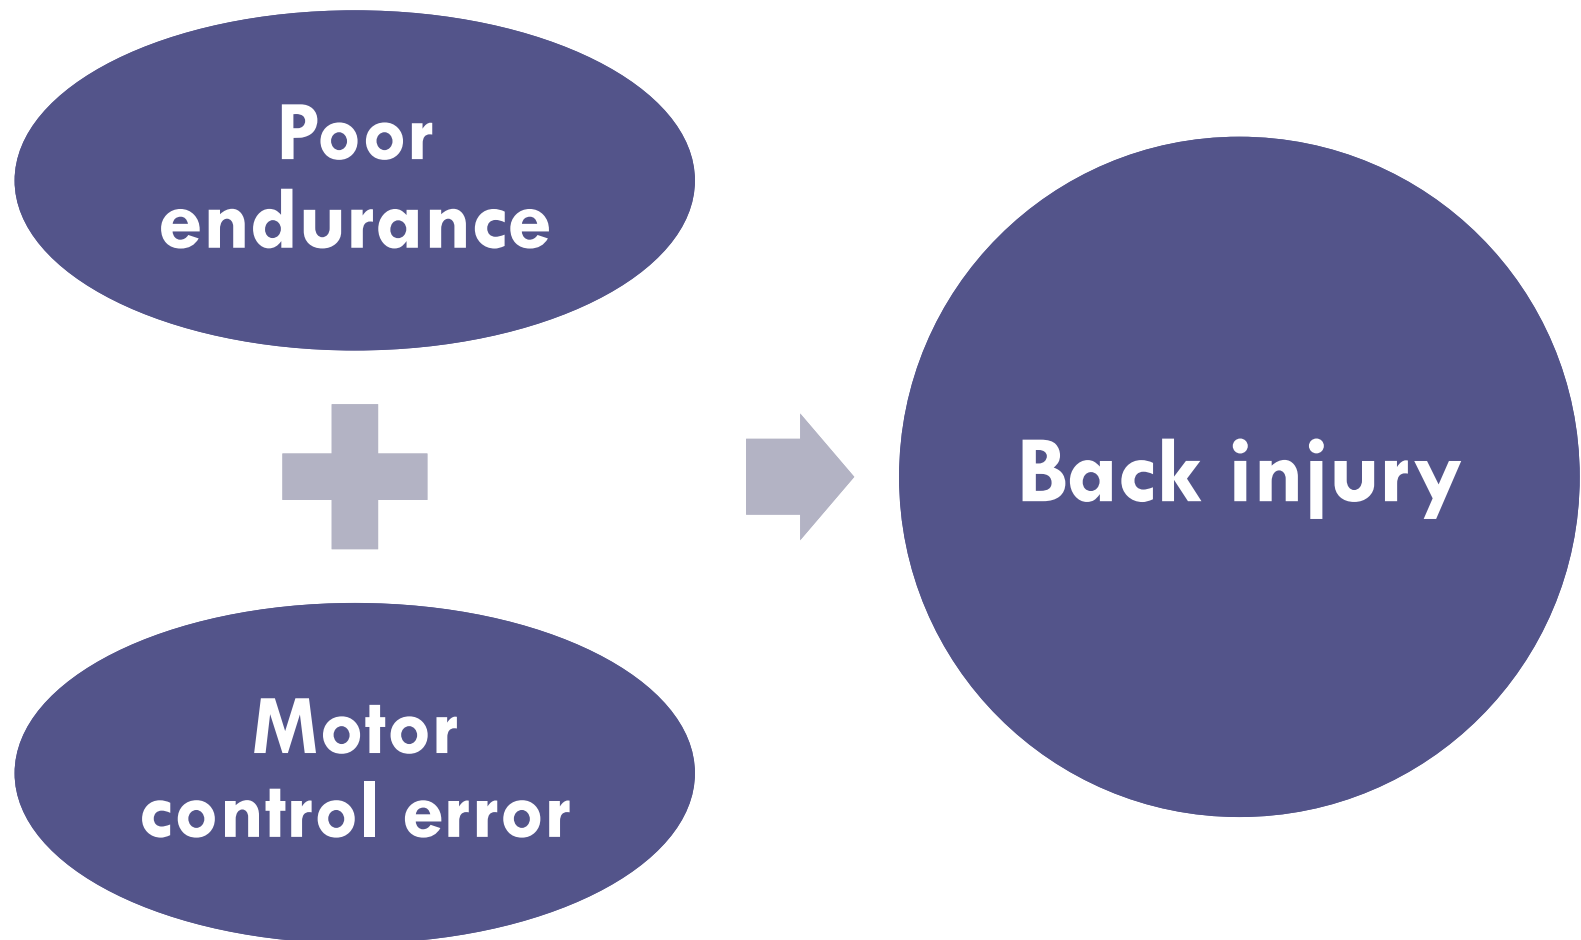 Poor
endurance
Motor
control error
Back injury